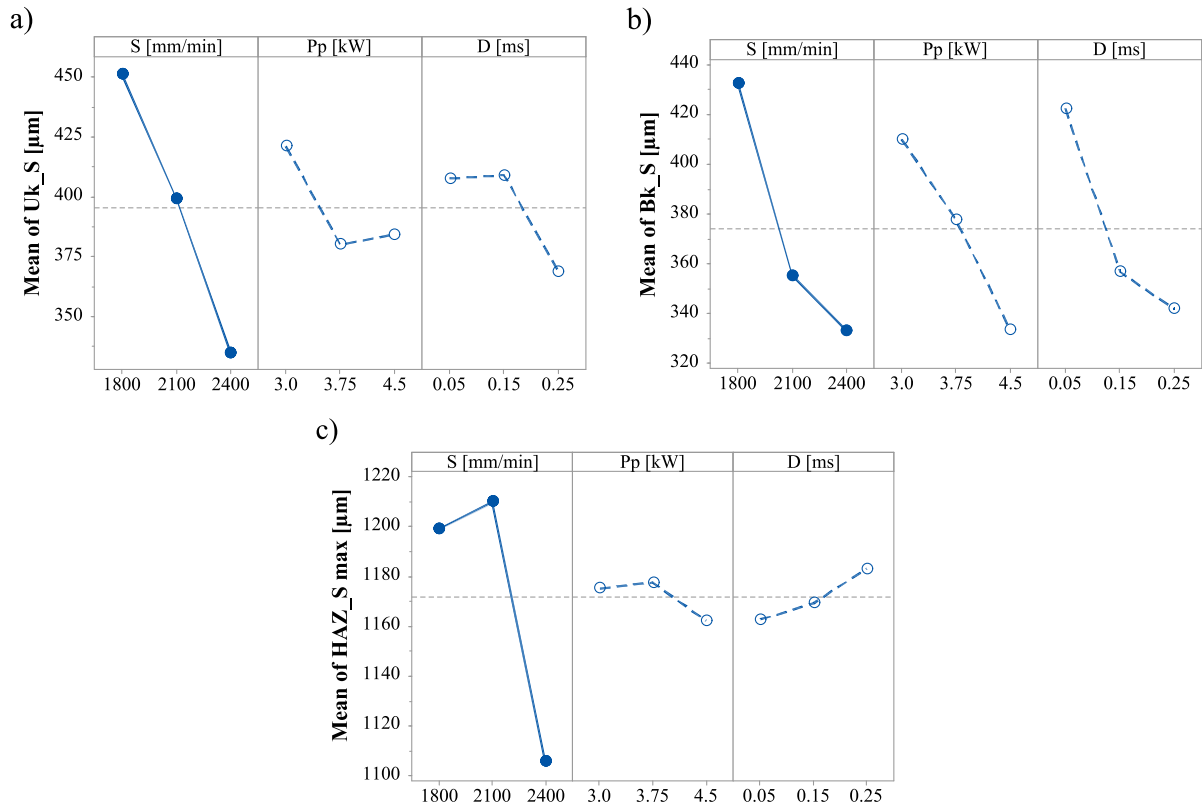 a)
S [mm/min] Pp [kW] D [ms]
Mean of Uk_S [µm]
450
425
400
375
350
1800 2100 2400 3.0 3.75 4.5 0.05 0.15 0.25
b)
S [mm/min] Pp [kW] D [ms]
Mean of Bk_S [µm]
440
420
400
380
360
340
320
1800 2100 2400 3.0 3.75 4.5 0.05 0.15 0.25
c)
S [mm/min] Pp [kW] D [ms]
Mean of HAZ_S max [µm]
1220
1200
1180
1160
1140
1120
1100
1800 2100 2400 3.0 3.75 4.5 0.05 0.15 0.25